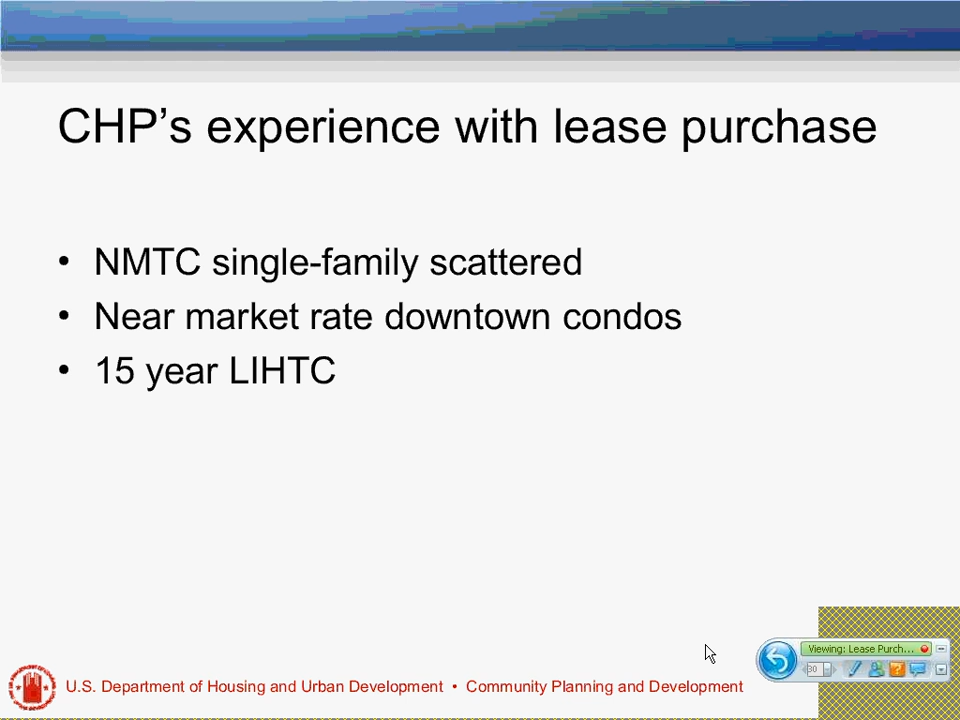 CHP’s experience with lease purchase
• NMTC single-family scattered
• Near market rate downtown condos
• 15 year LIHTC
Viewing: Lease Purch...
30
U.S. Department of Housing and Urban Development • Community Planning and Development